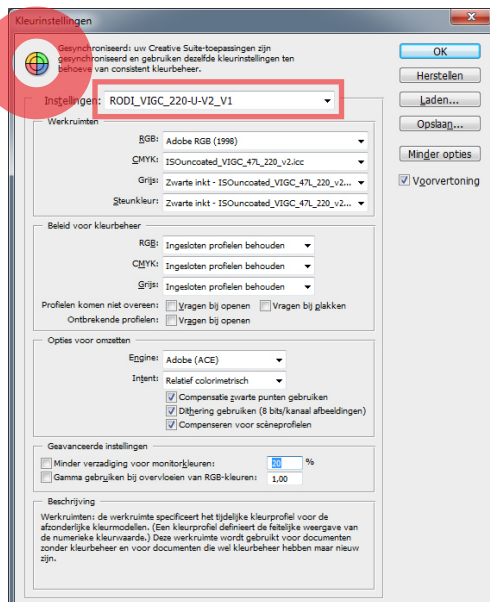 Kleurinstellingen
Gesynchroniseerd: uw Creative Suite-toepassingen zijn
gesynchroniseerd en gebruiken dezelfde kleurinstellingen ten
behoeve van consistent kleurbeheer.
OK
Herstellen
Instellingen: RODI_VIGC_220-U-V2_V1
Laden...
Opslaan...
Werkruimten
RGB: Adobe RGB (1998)
CMYK: ISOuncoated_VIGC_47L_220_v2.icc
Minder opties
Grijs: Zwarte inkt - ISOuncoated_VIGC_47L_220_v2...
Voorvertoning
Steunkleur: Zwarte inkt - ISOuncoated_VIGC_47L_220_v2...
Beleid voor kleurbeheer
RGB: Ingesloten profielen behouden
CMYK: Ingesloten profielen behouden
Grijs: Ingesloten profielen behouden
Profielen komen niet overeen: Vragen bij openen Vragen bij plakken
Ontbrekende profielen: Vragen bij openen
Opties voor omzetten
Engine: Adobe (ACE)
Intent: Relatief colorimetrisch
Compensatie zwarte punten gebruiken
Dithering gebruiken (8 bits/kanaal afbeeldingen)
Compenseren voor scèneprofielen
Geavanceerde instellingen
Minder verzadiging voor monitorkleuren: 20 %
Gamma gebruiken bij overvloeien van RGB-kleuren: 1,00
Beschrijving
Werkruimten: de werkruimte specificeert het tijdelijke kleurprofiel voor de
afzonderlijke kleurmodellen. (Een kleurprofiel definieert de feitelijke weergave van
de numerieke kleurwaarde.) Deze werkruimte wordt gebruikt voor documenten
zonder kleurbeheer en voor documenten die wel kleurbeheer hebben maar nieuw
zijn.